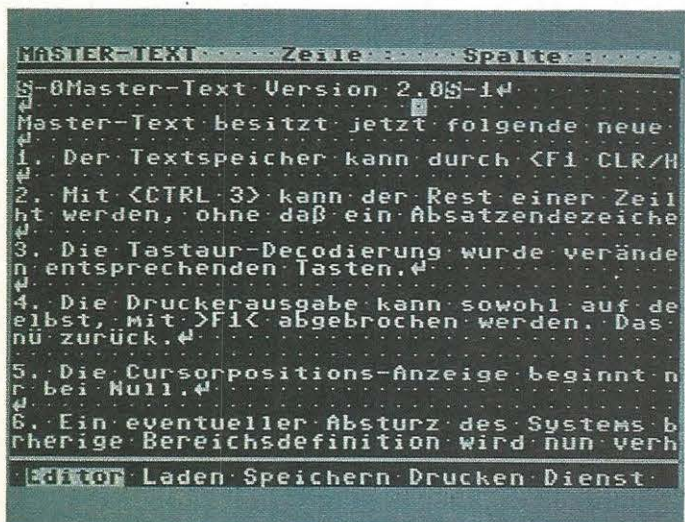 MASTER-TEXT Zeile : Spalte :
S-0Master-Text Version 2.0S-1↵
↵
Master-Text besitzt jetzt folgende neue
↵
1. Der Textspeicher kann durch <F1 CLR/H
↵
2. Mit <CTRL 3> kann der Rest einer Zeil
ht werden, ohne daß ein Absatzendezeiche
↵
3. Die Tastaur-Decodierung wurde verände
n entsprechenden Tasten.↵
↵
4. Die Druckerausgabe kann sowohl auf de
elbst, mit >F1< abgebrochen werden. Das
nü zurück.↵
↵
5. Die Cursorpositions-Anzeige beginnt n
r bei Null.↵
↵
6. Ein eventueller Absturz des Systems b
rherige Bereichsdefinition wird nun verh
Editor Laden Speichern Drucken Dienst